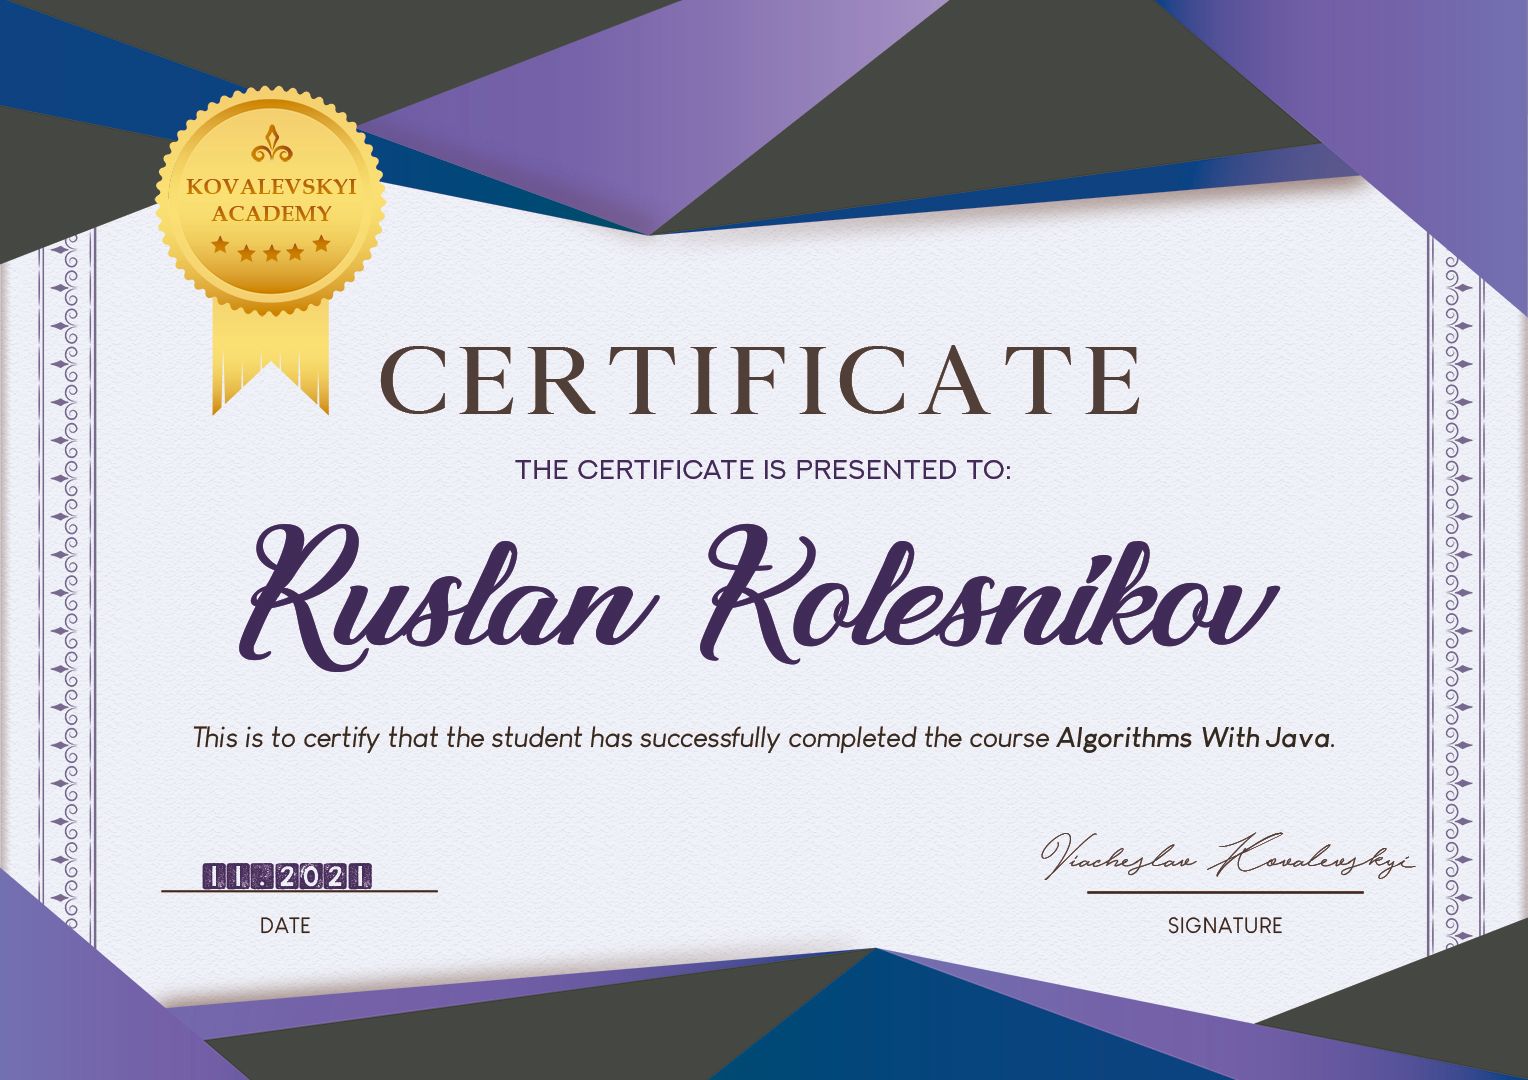 KOVALEVSKYI
ACADEMY
CERTIFICATE
THE CERTIFICATE IS PRESENTED TO:
Ruslan Kolesnikov
This is to certify that the student has successfully completed the course Algorithms With Java.
11.2021
Viacheslav Kovalevskyi
DATE
SIGNATURE